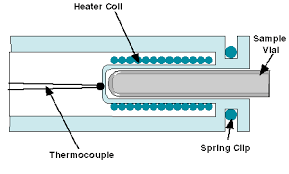 Heater Coil
Sample
Vial
Thermocouple
Spring Clip